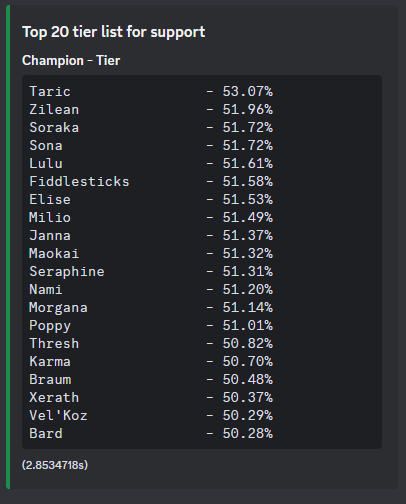 Top 20 tier list for support
Champion - Tier
Taric - 53.07%
Zilean - 51.96%
Soraka - 51.72%
Sona - 51.72%
Lulu - 51.61%
Fiddlesticks - 51.58%
Elise - 51.53%
Milio - 51.49%
Janna - 51.37%
Maokai - 51.32%
Seraphine - 51.31%
Nami - 51.20%
Morgana - 51.14%
Poppy - 51.01%
Thresh - 50.82%
Karma - 50.70%
Braum - 50.48%
Xerath - 50.37%
Vel'Koz - 50.29%
Bard - 50.28%
(2.8534718s)